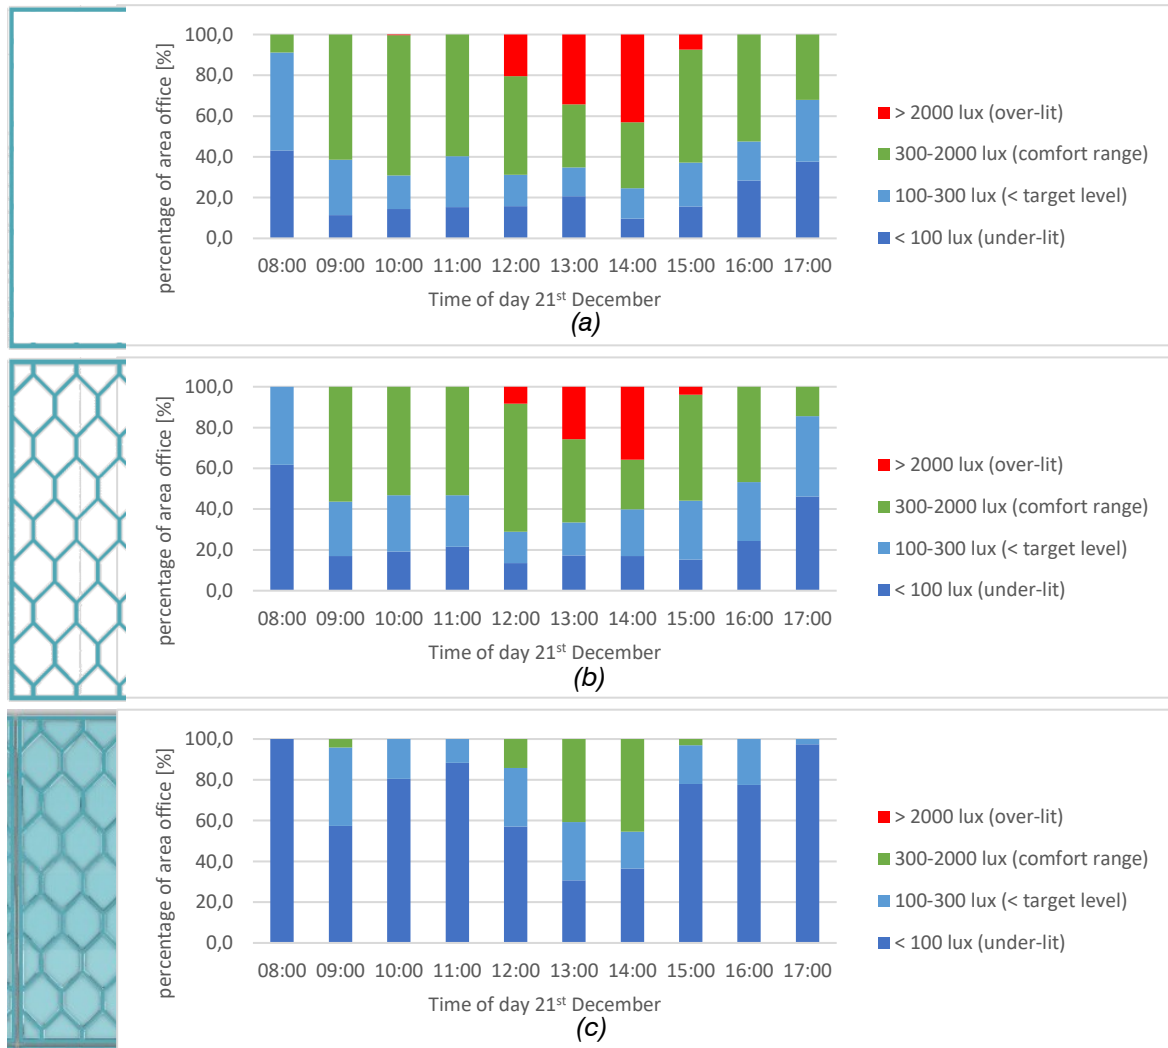 percentage of area office [%]
100,0
80,0
60,0
40,0
20,0
0,0
08:00 09:00 10:00 11:00 12:00 13:00 14:00 15:00 16:00 17:00
Time of day 21st December
> 2000 lux (over-lit)
300-2000 lux (comfort range)
100-300 lux (< target level)
< 100 lux (under-lit)
(a)
percentage of area office [%]
100,0
80,0
60,0
40,0
20,0
0,0
08:00 09:00 10:00 11:00 12:00 13:00 14:00 15:00 16:00 17:00
Time of day 21st December
> 2000 lux (over-lit)
300-2000 lux (comfort range)
100-300 lux (< target level)
< 100 lux (under-lit)
(b)
percentage of area office [%]
100,0
80,0
60,0
40,0
20,0
0,0
08:00 09:00 10:00 11:00 12:00 13:00 14:00 15:00 16:00 17:00
Time of day 21st December
> 2000 lux (over-lit)
300-2000 lux (comfort range)
100-300 lux (< target level)
< 100 lux (under-lit)
(c)